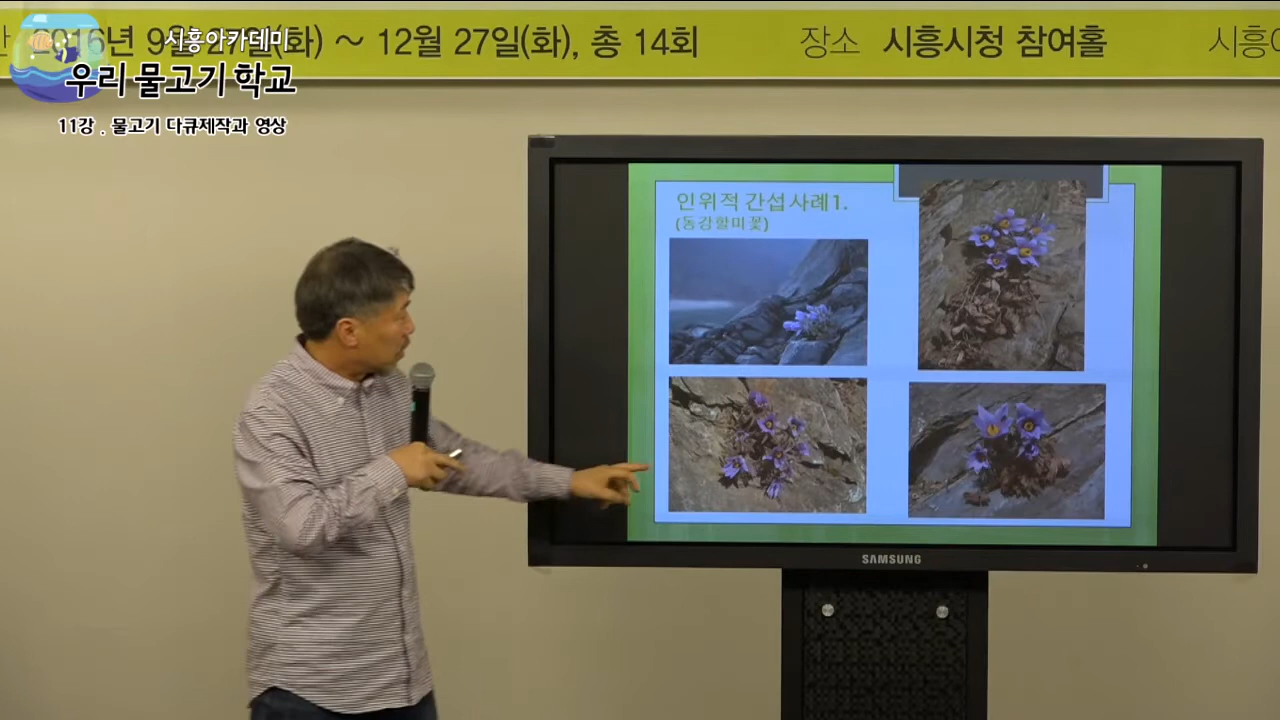 2016년 9월 27일(화) ~ 12월 27일(화), 총 14회 장소 시흥시청 참여홀
시흥아카데미
우리 물고기 학교
11강 . 물고기 다큐제작과 영상
인위적 간섭사례1.
(동강할미꽃)
SAMSUNG